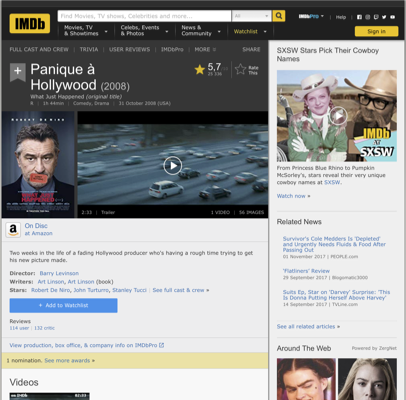 IMDb
Find Movies, TV shows, Celebrities and more...
All
IMDbPro
Help
Movies, TV
& Showtimes
Celebs, Events
& Photos
News &
Community
Watchlist
Sign in
FULL CAST AND CREW | TRIVIA | USER REVIEWS | IMDbPro | MORE
SHARE
Panique à
Hollywood (2008)
What Just Happened (original title)
R | 1h 44min | Comedy, Drama | 31 October 2008 (USA)
5,7
Rate
This
ROBERT DE NIRO
2:33 | Trailer
1 VIDEO | 56 IMAGES
On Disc
at Amazon
Two weeks in the life of a fading Hollywood producer who's having a rough time trying to
get his new picture made.
Director: Barry Levinson
Writers: Art Linson, Art Linson (book)
Stars: Robert De Niro, John Turturro, Stanley Tucci | See full cast & crew »
+ Add to Watchlist
Reviews
114 user | 132 critic
View production, box office, & company info on IMDbPro
1 nomination. See more awards »
Videos
SXSW Stars Pick Their Cowboy
Names
IMDb
AT
SXSW
From Princess Blue Rhino to Pumpkin
McSorley's, stars reveal their very unique
cowboy names at SXSW.
Watch now »
Related News
Survivor's Cole Medders Is 'Depleted'
and Urgently Needs Fluids & Food After
Passing Out
01 November 2017 | PEOPLE.com
'Flatliners' Review
29 September 2017 | Blogomatic3000
Suits Ep, Star on 'Darvey' Surprise: 'This
Is Donna Putting Herself Above Harvey'
14 September 2017 | TVLine.com
See all related articles »
Around The Web
Powered by ZergNet